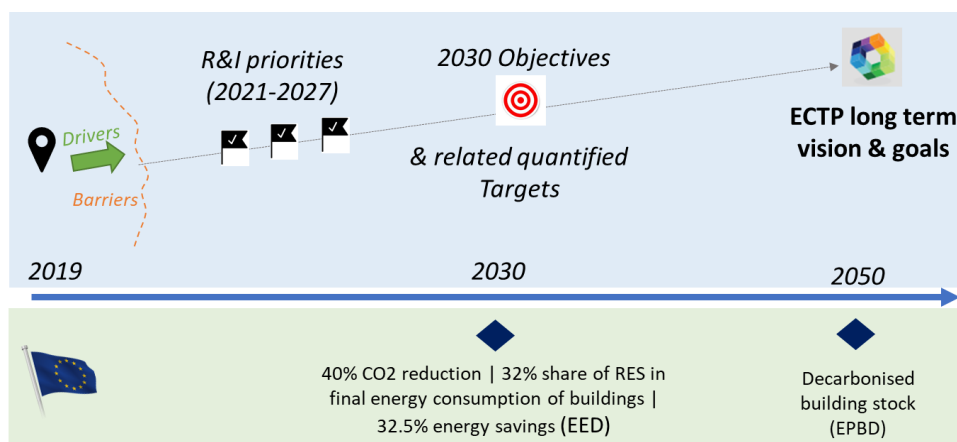 R&I priorities
(2021-2027)
2030 Objectives
& related quantified
Targets
ECTP long term
vision & goals
Drivers
Barriers
2019
2030
2050
40% CO2 reduction | 32% share of RES in
final energy consumption of buildings |
32.5% energy savings (EED)
Decarbonised
building stock
(EPBD)